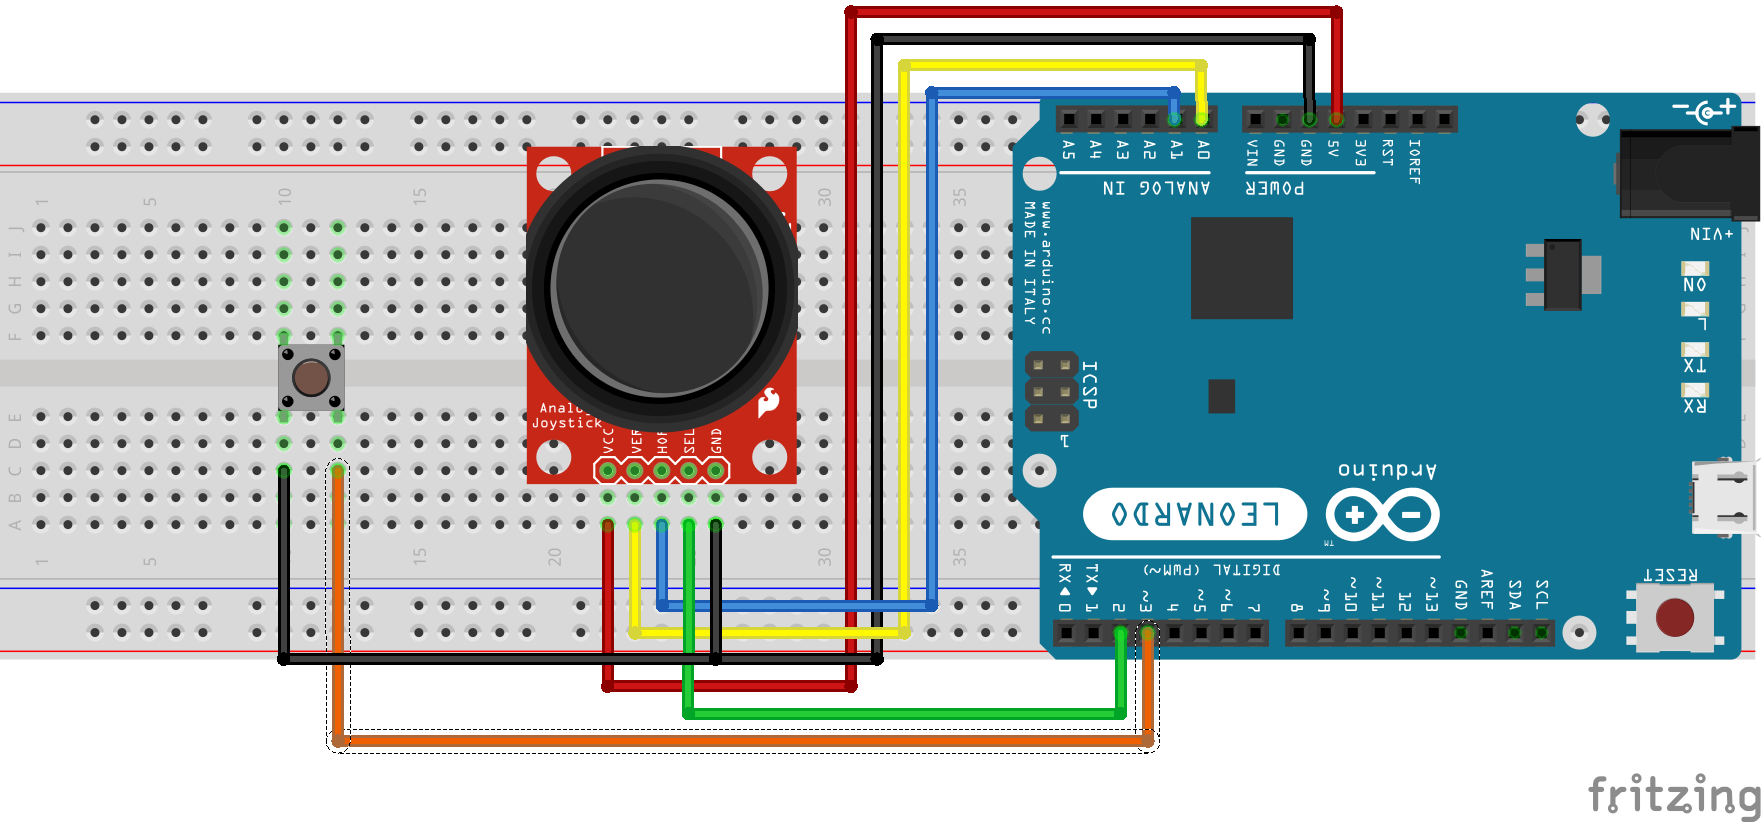 1
5
10
15
30
35
J
I
H
G
F
E
D
C
B
A
1
5
15
20
30
35
Analog
Joystick
VCC
VER
HOR
SEL
GND
A5
A4
A3
A2
A1
A0
ANALOG IN
VIN
GND
GND
5V
3V3
RST
IOREF
POWER
www.arduino.cc
MADE IN ITALY
+VIN
ON
L
TX
RX
ICSP
1
Arduino
LEONARDO
TM
DIGITAL (PWM~)
RX
TX
0
1
2
~3
4
~5
~6
7
8
~9
~10
~11
12
~13
GND
AREF
SDA
SCL
RESET
fritzing